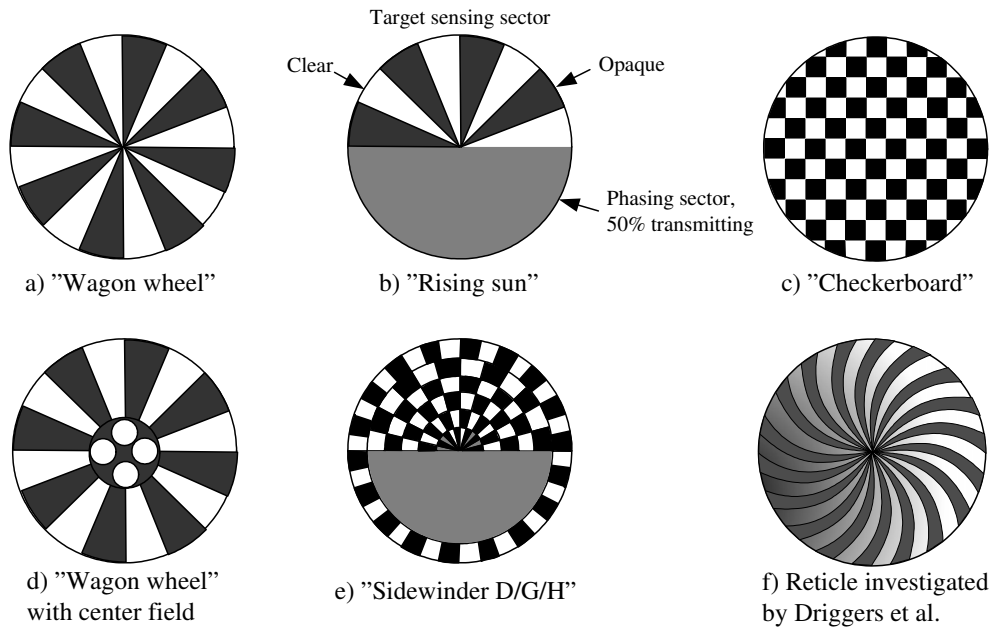 Target sensing sector
Clear
Opaque
Phasing sector,
50% transmitting
a) ”Wagon wheel”
b) ”Rising sun”
c) ”Checkerboard”
d) ”Wagon wheel”
with center field
e) ”Sidewinder D/G/H”
f) Reticle investigated
by Driggers et al.